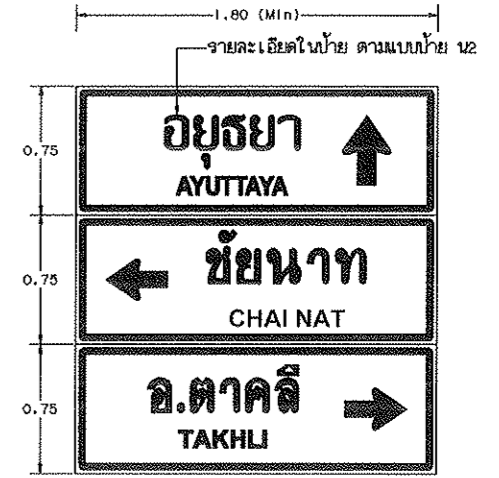 1.80 (Min)
รายละเอียดในป้าย ตามแบบป้าย น2
0.75
อยุธยา
AYUTTAYA
0.75
ชัยนาท
CHAI NAT
0.75
อ.ตาคลี
TAKHLI